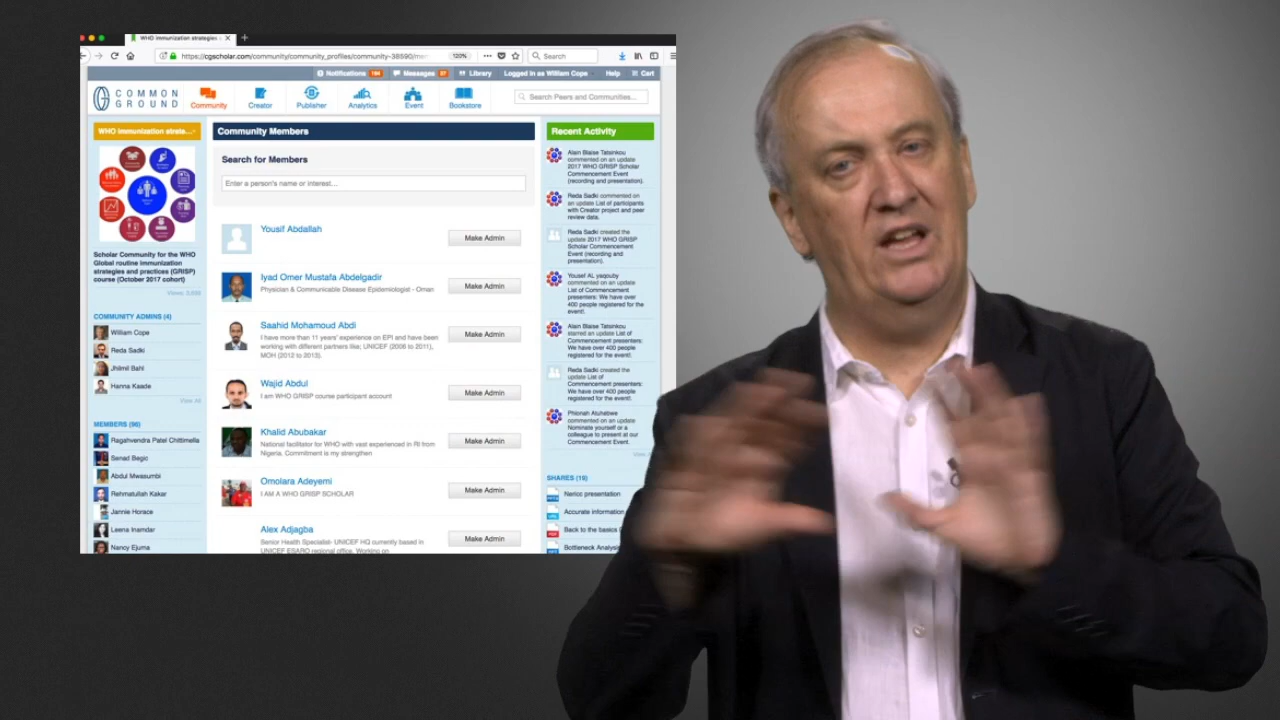 WHO immunization strategies
https://cgscholar.com/community/community_profiles/community-38590/me
120%
Search
Notifications 194
Messages 57
Library
Logged in as William Cope
Help
Cart
COMMON
GROUND
Community
Creator
Publisher
Analytics
Event
Bookstore
Search Peers and Communities...
WHO immunization strate...
Scholar Community for the WHO
Global routine immunization
strategies and practices (GRISP)
course (October 2017 cohort)
COMMUNITY ADMINS (4)
William Cope
Reda Sadki
Jhilmil Bahl
Hanna Kaade
View All
MEMBERS (96)
Ragahvendra Patel Chittimella
Senad Begic
Abdul Mwasumbi
Rehmatullah Kakar
Jannie Horace
Leena Inamdar
Nancy Ejuma
Community Members
Search for Members
Enter a person's name or interest...
Yousif Abdallah
Make Admin
Iyad Omer Mustafa Abdelgadir
Physician & Communicable Disease Epidemiologist - Oman
Make Admin
Saahid Mohamoud Abdi
I have more than 11 years' experience on EPI and have been
working with different partners like; UNICEF (2006 to 2011),
MOH (2012 to 2013).
Make Admin
Wajid Abdul
I am WHO GRISP course participant account
Make Admin
Khalid Abubakar
National facilitator for WHO with vast experienced in RI from
Nigeria, Commitment is my strengthen
Make Admin
Omolara Adeyemi
I AM A WHO GRISP SCHOLAR
Make Admin
Alex Adjagba
Senior Health Specialist- UNICEF HQ currently based in
UNICEF ESARO regional office. Working on
Make Admin
Recent Activity
Alain Blaise Tatsinkou
commented on an update
2017 WHO GRISP Scholar
Commencement Event
(recording and presentation).
Reda Sadki commented on
an update List of participants
with Creator project and peer
review data.
Reda Sadki created the
update 2017 WHO GRISP
Scholar Commencement
Event (recording and
presentation).
Yousef AL yaqouby
commented on an update
List of Commencement
presenters: We have over
400 people registered for the
event!.
Alain Blaise Tatsinkou
starred an update List of
Commencement presenters:
We have over 400 people
registered for the event!.
Reda Sadki created the
update List of
Commencement presenters:
We have over 400 people
registered for the event!.
Phionah Atuhatwe
commented on an update
Nominate yourself or a
colleague to present at our
Commencement Event.
SHARES (19)
Nericc presentation
Accurate information
Back to the basics
Bottleneck Analysi